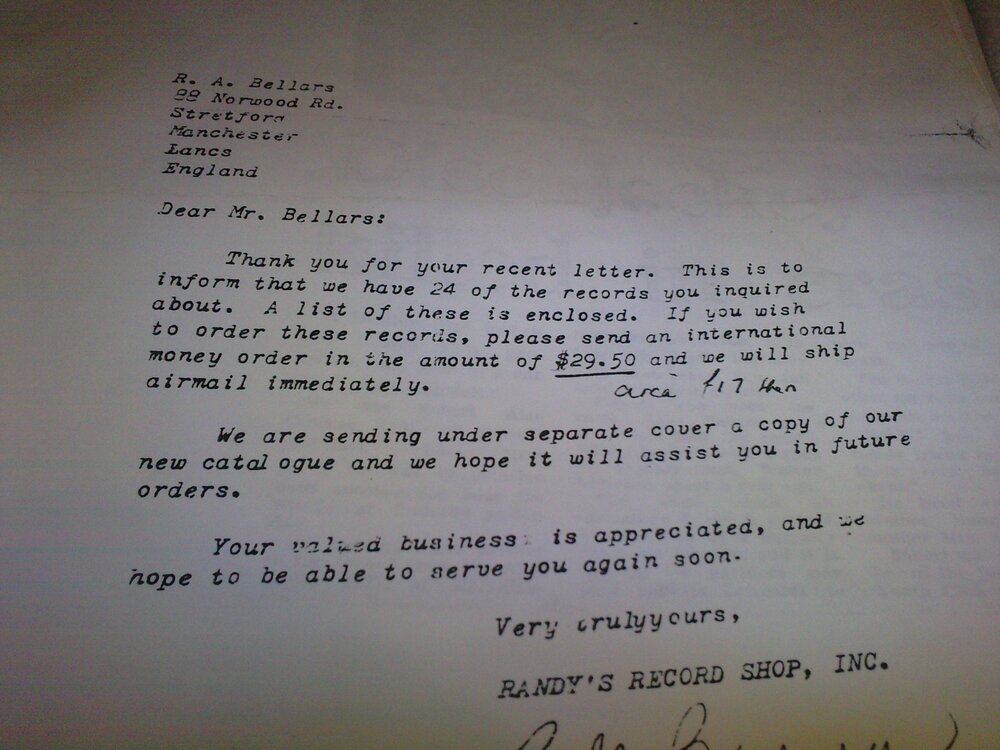 R. A. Bellars
98 Norwood Rd.
Stretford
Manchester
Lancs
England
Dear Mr. Bellars:
Thank you for your recent letter. This is to
inform that we have 24 of the records you inquired
about. A list of these is enclosed. If you wish
to order these records, please send an international
money order in the amount of $29.50 and we will ship
airmail immediately.
circa £17 then
We are sending under separate cover a copy of our
new catalogue and we hope it will assist you in future
orders.
Your valued business is appreciated, and we
hope to be able to serve you again soon.
Very trulyyours,
RANDY'S RECORD SHOP, INC.